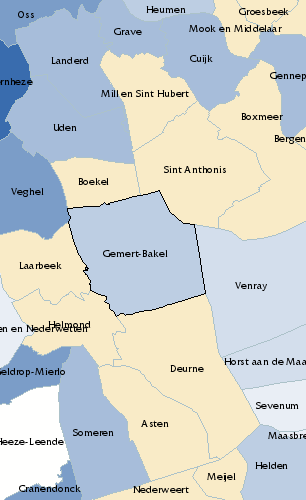 Oss
Heumen
Groesbeek
Grave
Mook en Middelaar
Landerd
Cuijk
Gennep
rnheze
Mill en Sint Hubert
Boxmeer
Uden
Bergen
Sint Anthonis
Boekel
Veghel
Gemert-Bakel
Laarbeek
Venray
en en Nederwetten
Helmond
Horst aan de Maa
Geldrop-Mierlo
Deurne
Sevenum
Asten
Someren
Maasbre
Heeze-Leende
Helden
Meijel
Cranendonck
Nederweert